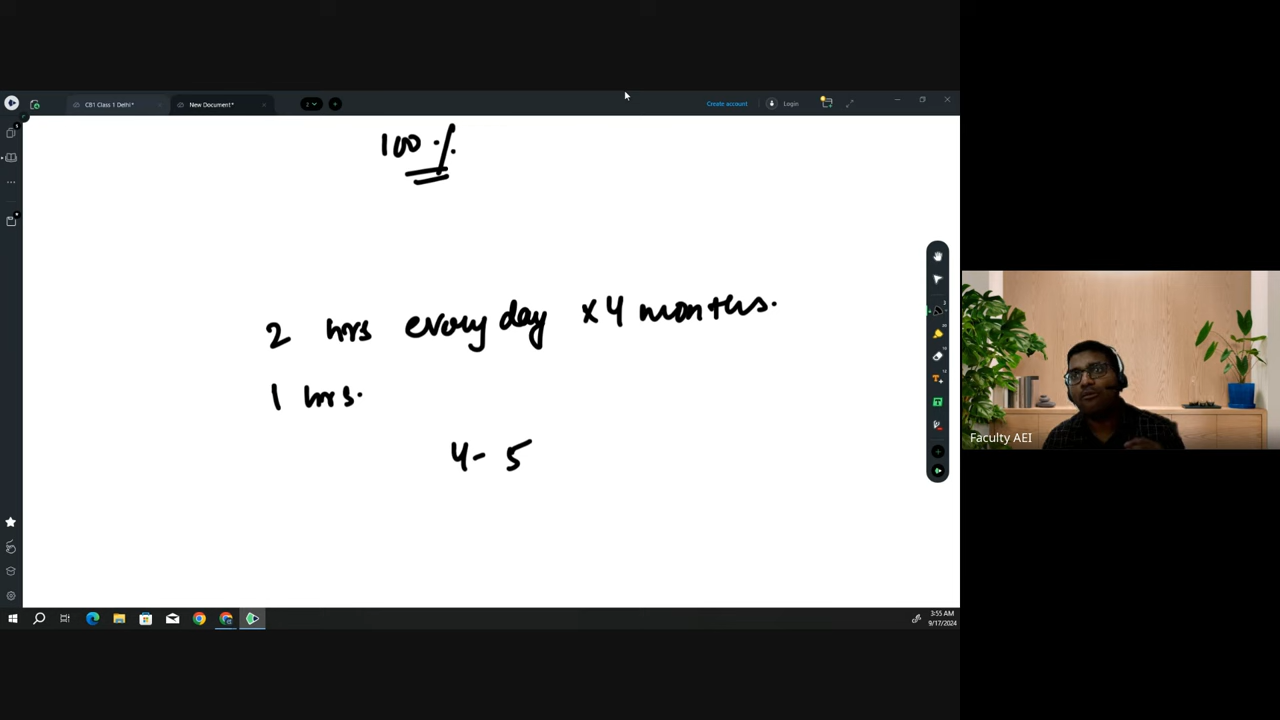 CB1 Class 1 Delhi*
New Document*
2
Create account
Login
100 %
2 hrs every day x 4 months.
1 hrs.
4- 5
Faculty AEI
3:55 AM
9/17/2024